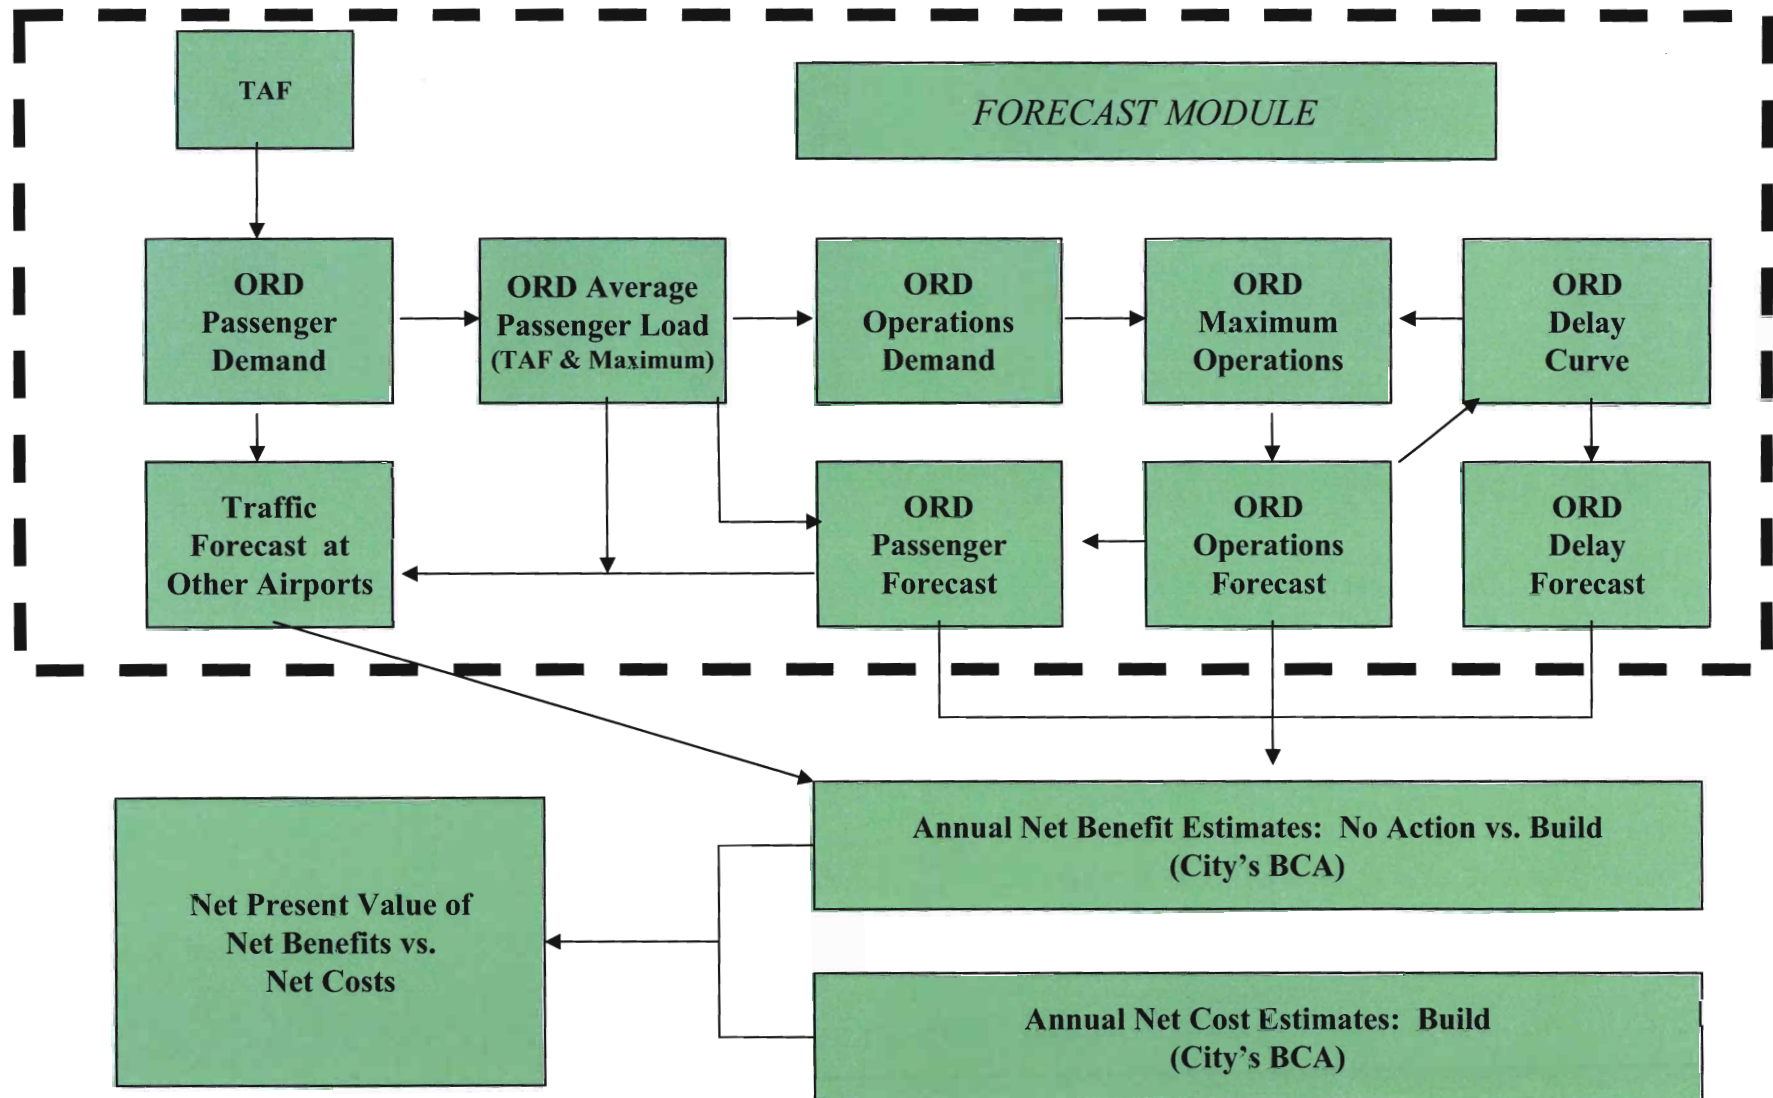 TAF
FORECAST MODULE
ORD
Passenger
Demand
ORD Average
Passenger Load
(TAF & Maximum)
ORD
Operations
Demand
ORD
Maximum
Operations
ORD
Delay
Curve
Traffic
Forecast at
Other Airports
ORD
Passenger
Forecast
ORD
Operations
Forecast
ORD
Delay
Forecast
Annual Net Benefit Estimates: No Action vs. Build
(City's BCA)
Net Present Value of
Net Benefits vs.
Net Costs
Annual Net Cost Estimates: Build
(City's BCA)